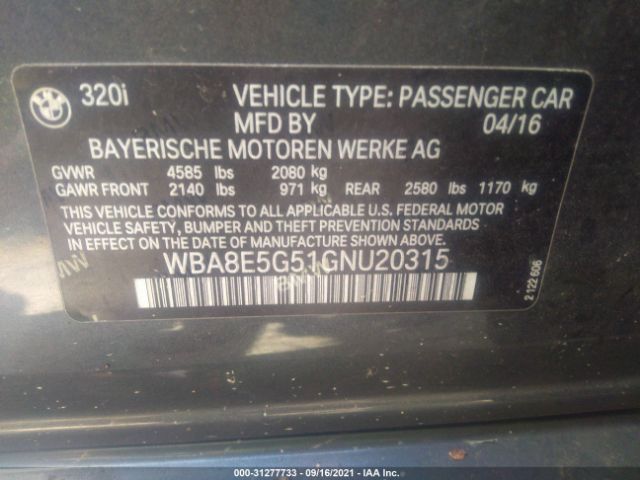 320i VEHICLE TYPE: PASSENGER CAR
MFD BY 04/16
BAYERISCHE MOTOREN WERKE AG
GVWR 4585 lbs 2080 kg
GAWR FRONT 2140 lbs 971 kg REAR 2580 lbs 1170 kg
THIS VEHICLE CONFORMS TO ALL APPLICABLE U.S. FEDERAL MOTOR
VEHICLE SAFETY, BUMPER AND THEFT PREVENTION STANDARDS IN
EFFECT ON THE DATE OF MANUFACTURE SHOWN ABOVE.
WBA8E5G51GNU20315
2 122 606
000-31277733 - 09/16/2021 - IAA Inc.